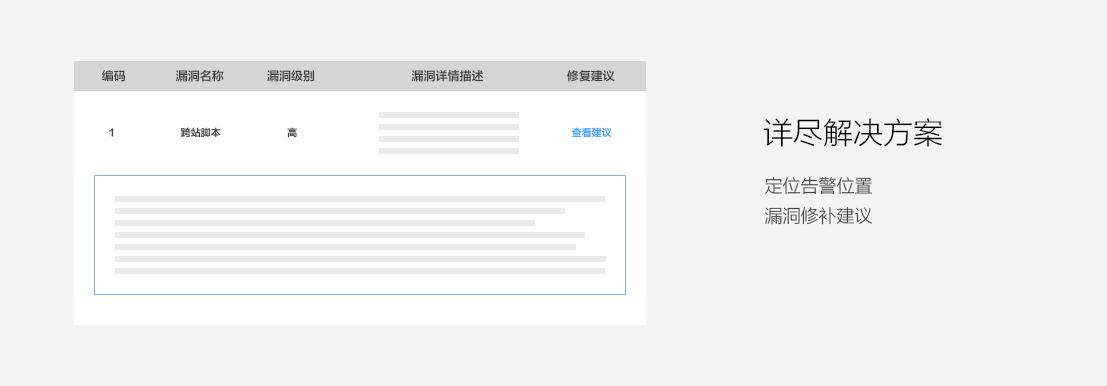 编码 漏洞名称 漏洞级别 漏洞详情描述 修复建议
1 跨站脚本 高 查看建议
详尽解决方案
定位告警位置
漏洞修补建议